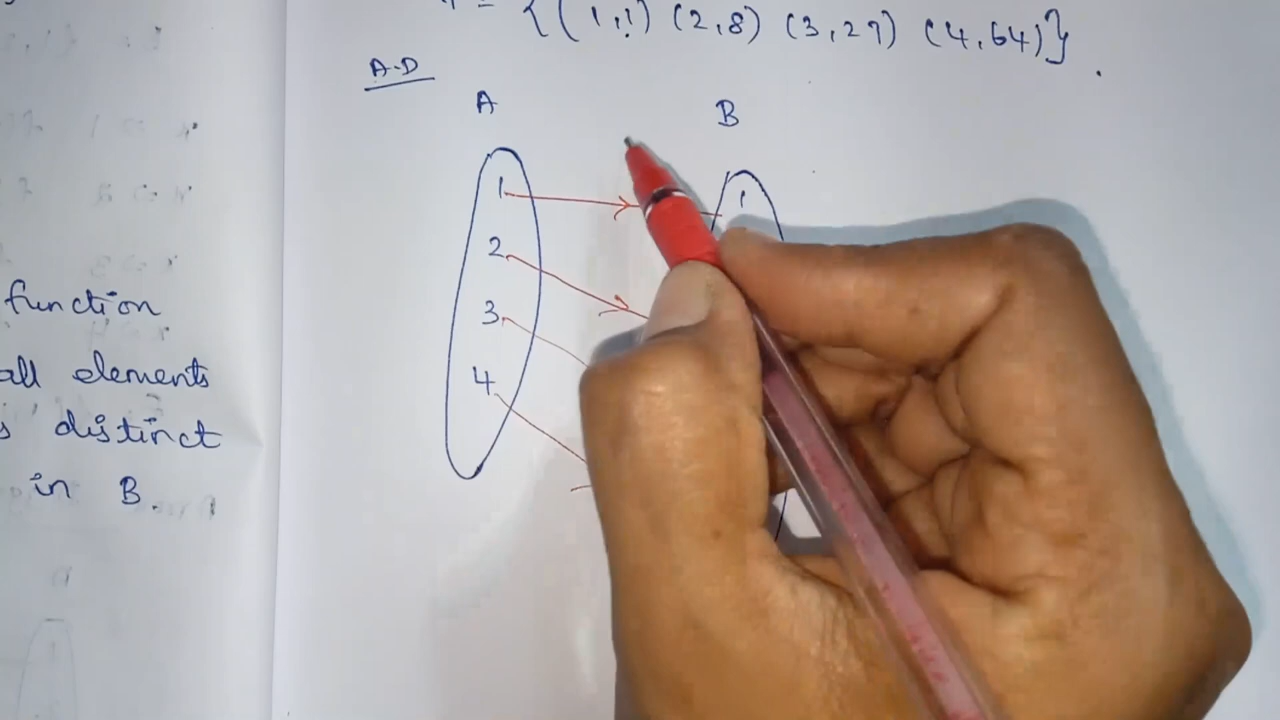 = {(1,1) (2,8) (3,27) (4,64)}.
A.D
A
B
1
1
2
3
4
function
all elements
distinct
in B.